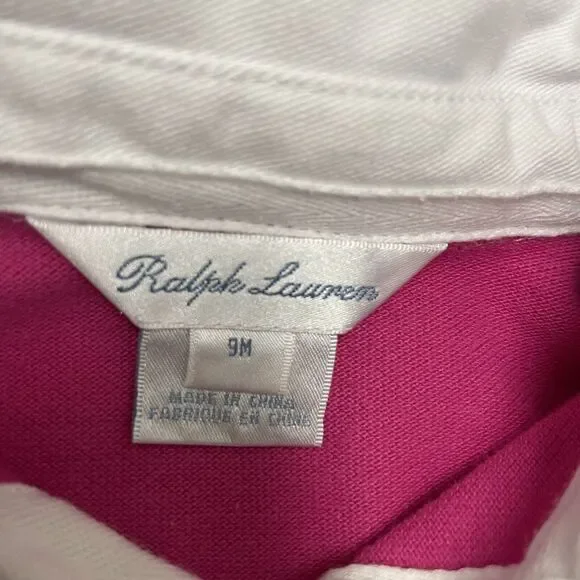 Ralph Lauren
9M
MADE IN CHINA
FABRIQUE EN CHINE